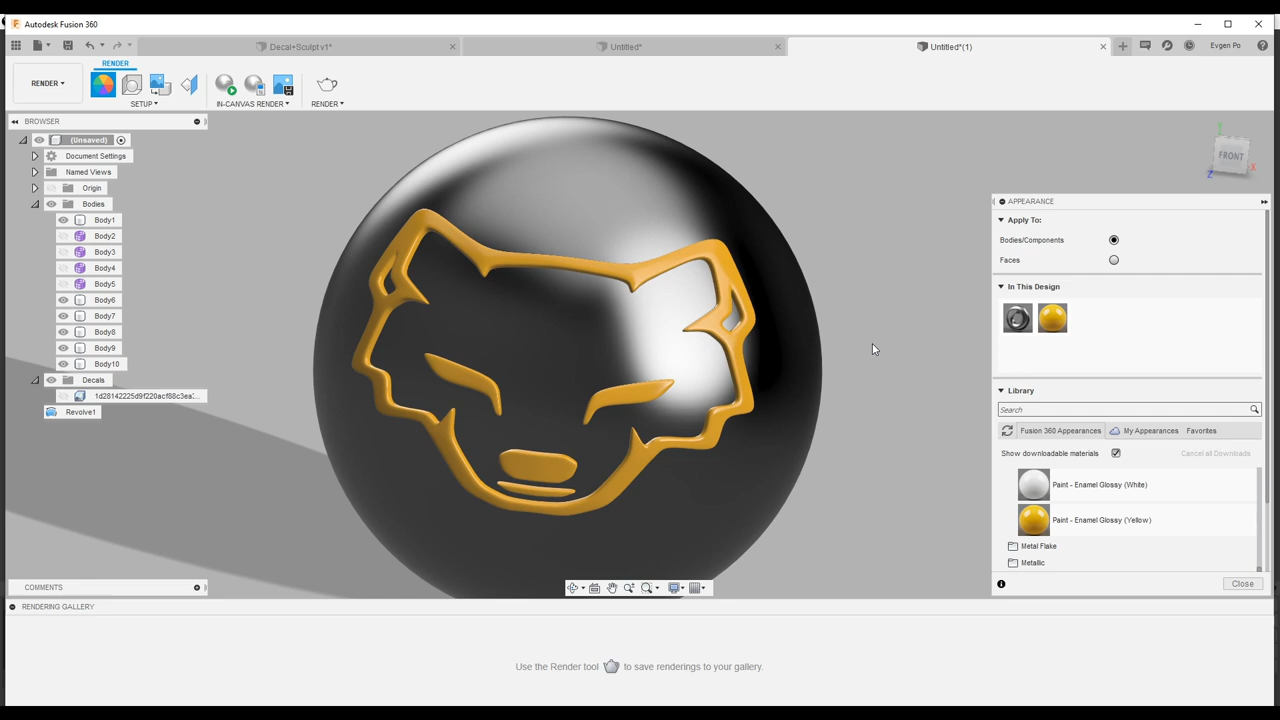 Autodesk Fusion 360
Decal+Sculpt v1*
Untitled*
Untitled*(1)
Evgen Po
RENDER
RENDER
SETUP
IN-CANVAS RENDER
RENDER
BROWSER
(Unsaved)
Document Settings
Named Views
Origin
Bodies
Body1
Body2
Body3
Body4
Body5
Body6
Body7
Body8
Body9
Body10
Decals
1d28142225d9f220acf88c3ea:...
Revolve1
FRONT
Y
X
Z
APPEARANCE
Apply To:
Bodies/Components
Faces
In This Design
Library
Search
Fusion 360 Appearances
My Appearances
Favorites
Show downloadable materials
Cancel all Downloads
Paint - Enamel Glossy (White)
Paint - Enamel Glossy (Yellow)
Metal Flake
Metallic
Close
COMMENTS
RENDERING GALLERY
Use the Render tool to save renderings to your gallery.